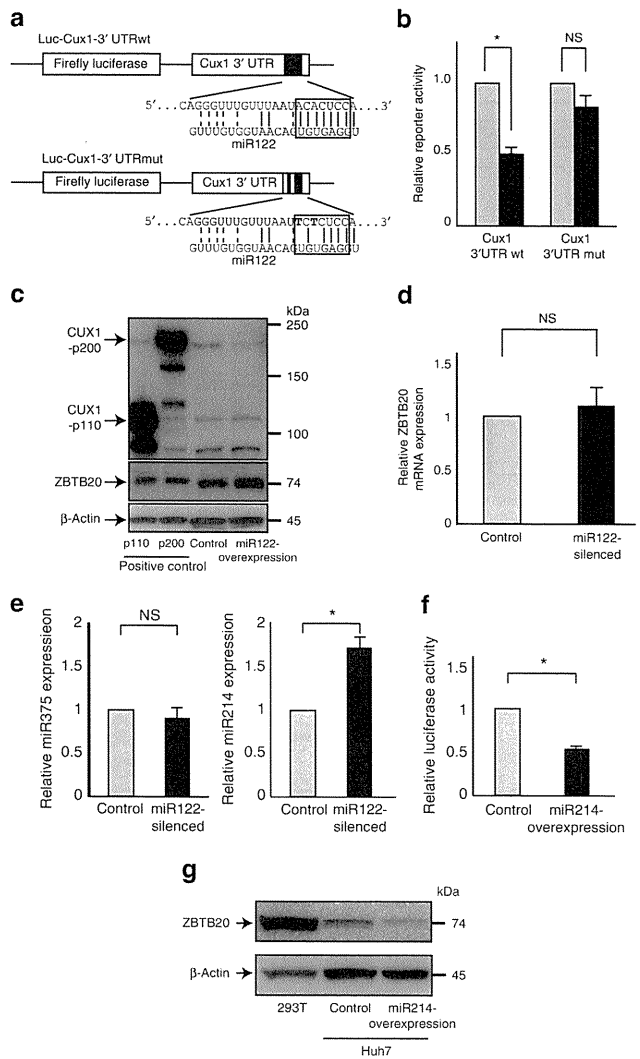 a
Luc-Cux1-3′ UTRwt
Firefly luciferase
Cux1 3′ UTR
5′...CAGGGUUUGUUUAAUACACUCCA...3′
GUUUGUGGUAACAGUGUGAGGU
miR122
Luc-Cux1-3′ UTRmut
Firefly luciferase
Cux1 3′ UTR
5′...CAGGGUUUGUUUAAUTCTCUCCA...3′
GUUUGUGGUAACAGUGUGAGGU
miR122
b
Relative reporter activity
1.0
0.5
0
*
NS
Cux1
3′UTR wt
Cux1
3′UTR mut
c
kDa
CUX1
-p200
CUX1
-p110
250
150
100
ZBTB20
74
β-Actin
45
p110 p200 Control miR122-
overexpression
Positive control
d
NS
Relative ZBTB20
mRNA expression
1.5
1
0.5
0
Control
miR122-
silenced
e
Relative miR375 expressieon
2
1.5
1
0.5
0
NS
Control miR122-
silenced
Relative miR214 expression
2
1.5
1
0.5
0
*
Control miR122-
silenced
f
Relative luciferase activity
1.5
1
0.5
0
*
Control miR214-
overexpression
g
kDa
ZBTB20
74
β-Actin
45
293T Control miR214-
overexpression
Huh7